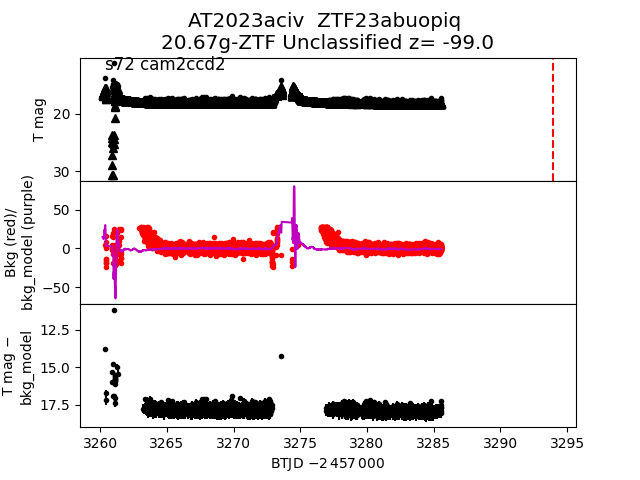 AT2023aciv  ZTF23abuopiq
20.67g-ZTF Unclassified z= -99.0
s72 cam2ccd2
T mag
20
30
Bkg (red)/
bkg_model (purple)
50
0
−50
T mag −
bkg_model
12.5
15.0
17.5
3260 3265 3270 3275 3280 3285 3290 3295
BTJD −2 457 000